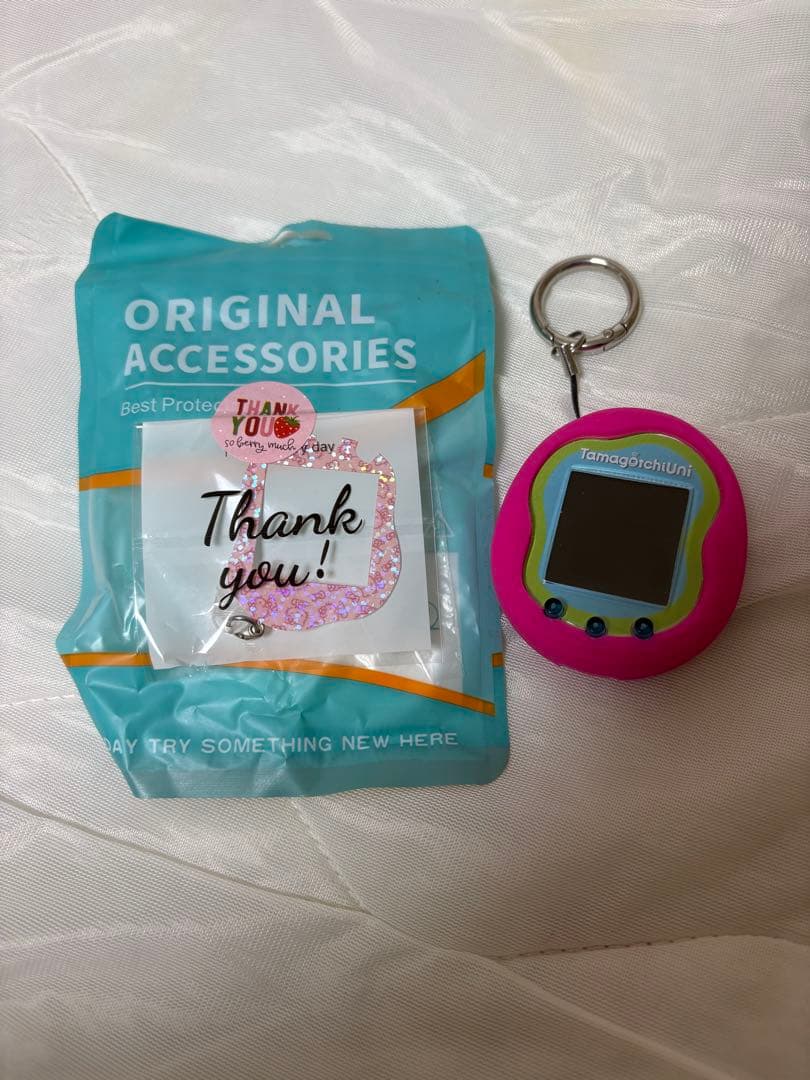 ORIGINAL
ACCESSORIES
Best Protec
THANK
YOU
so berry much
day
Thank
you!
DAY TRY SOMETHING NEW HERE
TamagotchiUni